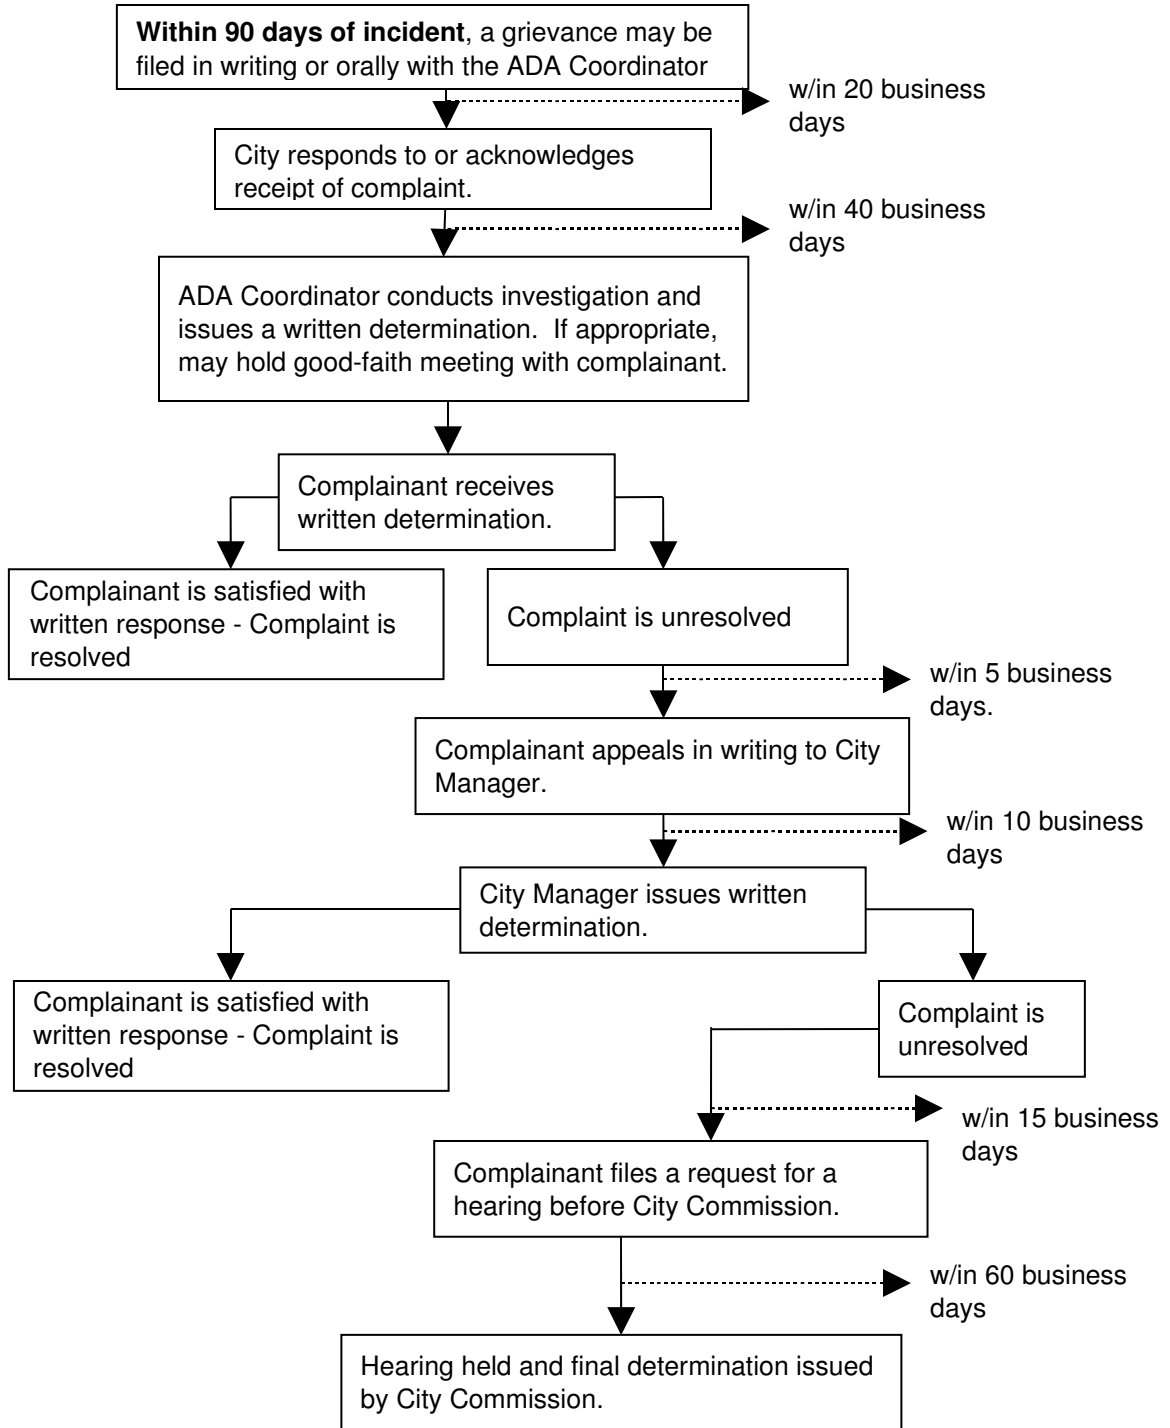 Within 90 days of incident, a grievance may be
filed in writing or orally with the ADA Coordinator
w/in 20 business
days
City responds to or acknowledges
receipt of complaint.
w/in 40 business
days
ADA Coordinator conducts investigation and
issues a written determination.  If appropriate,
may hold good-faith meeting with complainant.
Complainant receives
written determination.
Complainant is satisfied with
written response - Complaint is
resolved
Complaint is unresolved
w/in 5 business
days.
Complainant appeals in writing to City
Manager.
w/in 10 business
days
City Manager issues written
determination.
Complainant is satisfied with
written response - Complaint is
resolved
Complaint is
unresolved
w/in 15 business
days
Complainant files a request for a
hearing before City Commission.
w/in 60 business
days
Hearing held and final determination issued
by City Commission.